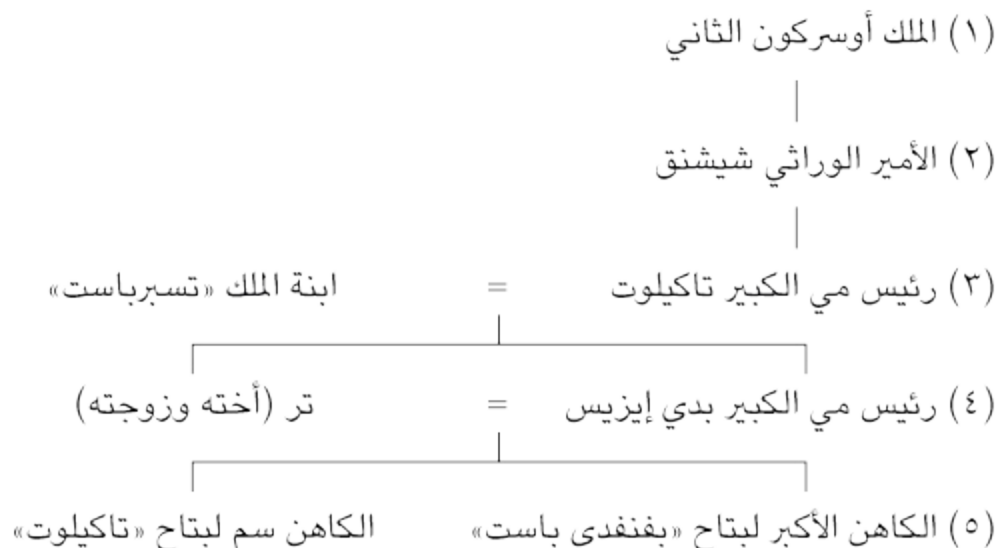 (١) الملك أوسركون الثاني
(٢) الأمير الوراثي شيشنق
(٣) رئيس مي الكبير تاكيلوت = ابنة الملك «تسبرباست»
(٤) رئيس مي الكبير بدي إيزيس = تر (أخته وزوجته)
(٥) الكاهن الأكبر لبتاح «بفنفدى باست» الكاهن سم لبتاح «تاكيلوت»